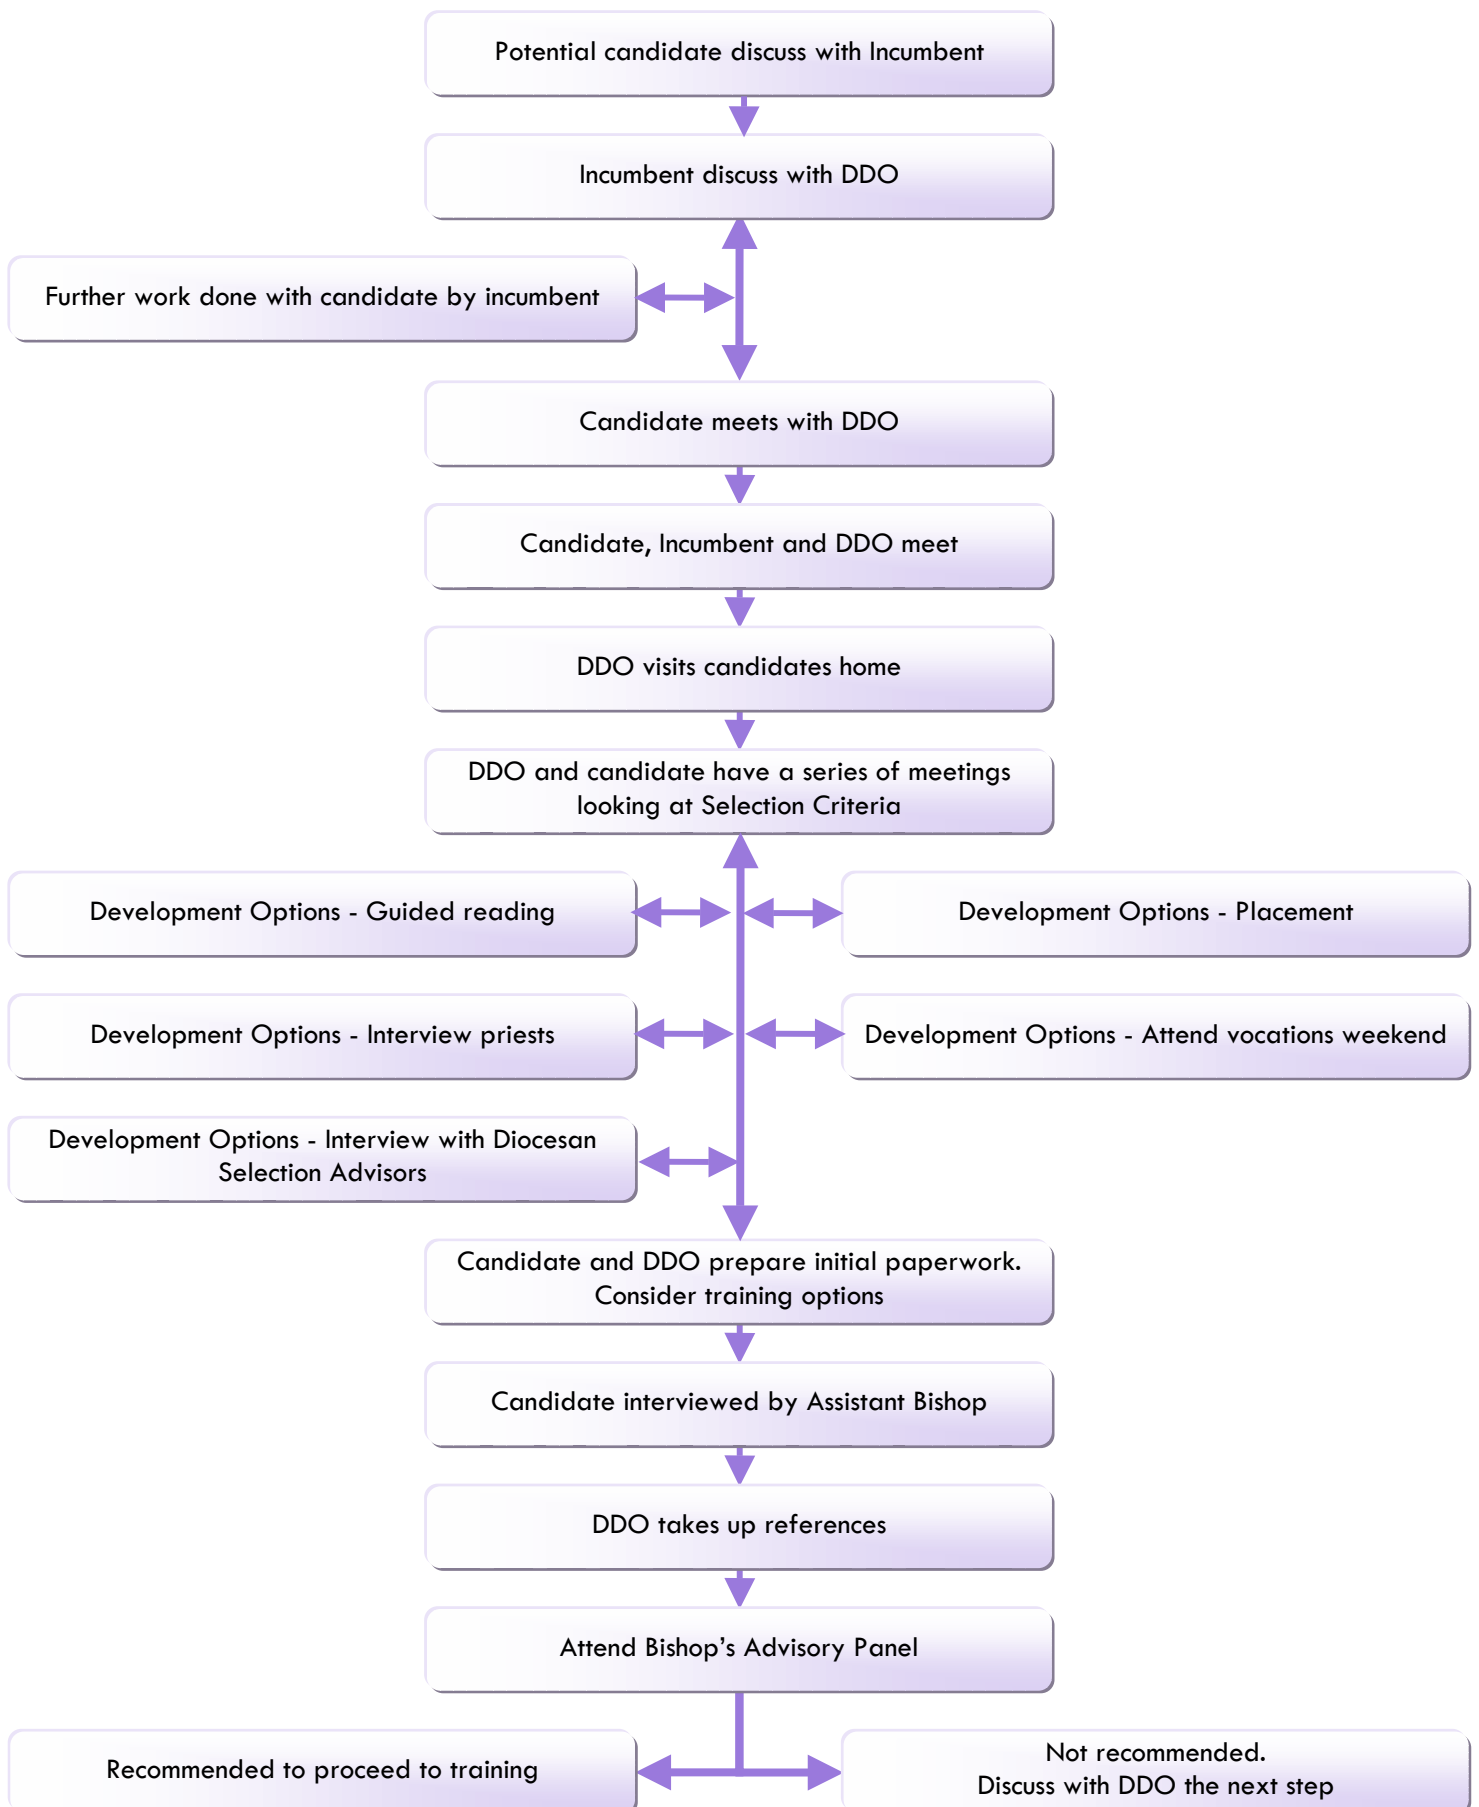 Potential candidate discuss with Incumbent
Incumbent discuss with DDO
Further work done with candidate by incumbent
Candidate meets with DDO
Candidate, Incumbent and DDO meet
DDO visits candidates home
DDO and candidate have a series of meetings
looking at Selection Criteria
Development Options - Guided reading
Development Options - Placement
Development Options - Interview priests
Development Options - Attend vocations weekend
Development Options - Interview with Diocesan
Selection Advisors
Candidate and DDO prepare initial paperwork.
Consider training options
Candidate interviewed by Assistant Bishop
DDO takes up references
Attend Bishop’s Advisory Panel
Recommended to proceed to training
Not recommended.
Discuss with DDO the next step